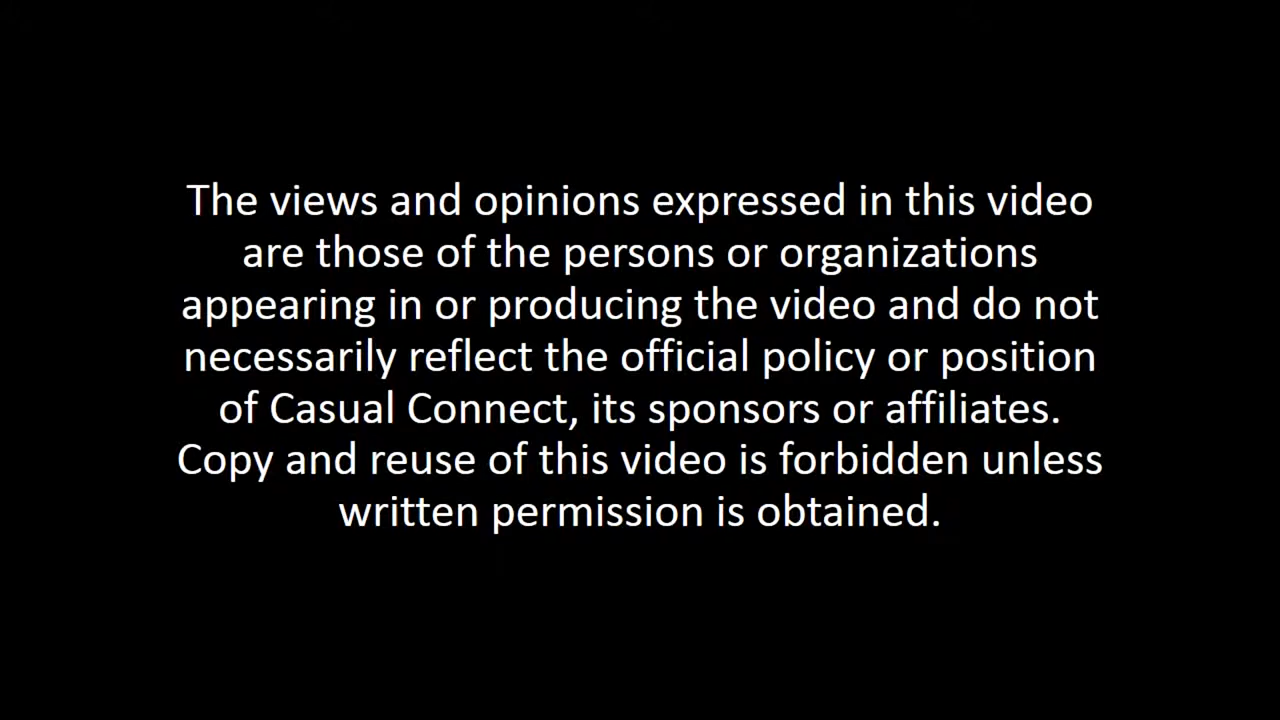 The views and opinions expressed in this video
are those of the persons or organizations
appearing in or producing the video and do not
necessarily reflect the official policy or position
of Casual Connect, its sponsors or affiliates.
Copy and reuse of this video is forbidden unless
written permission is obtained.